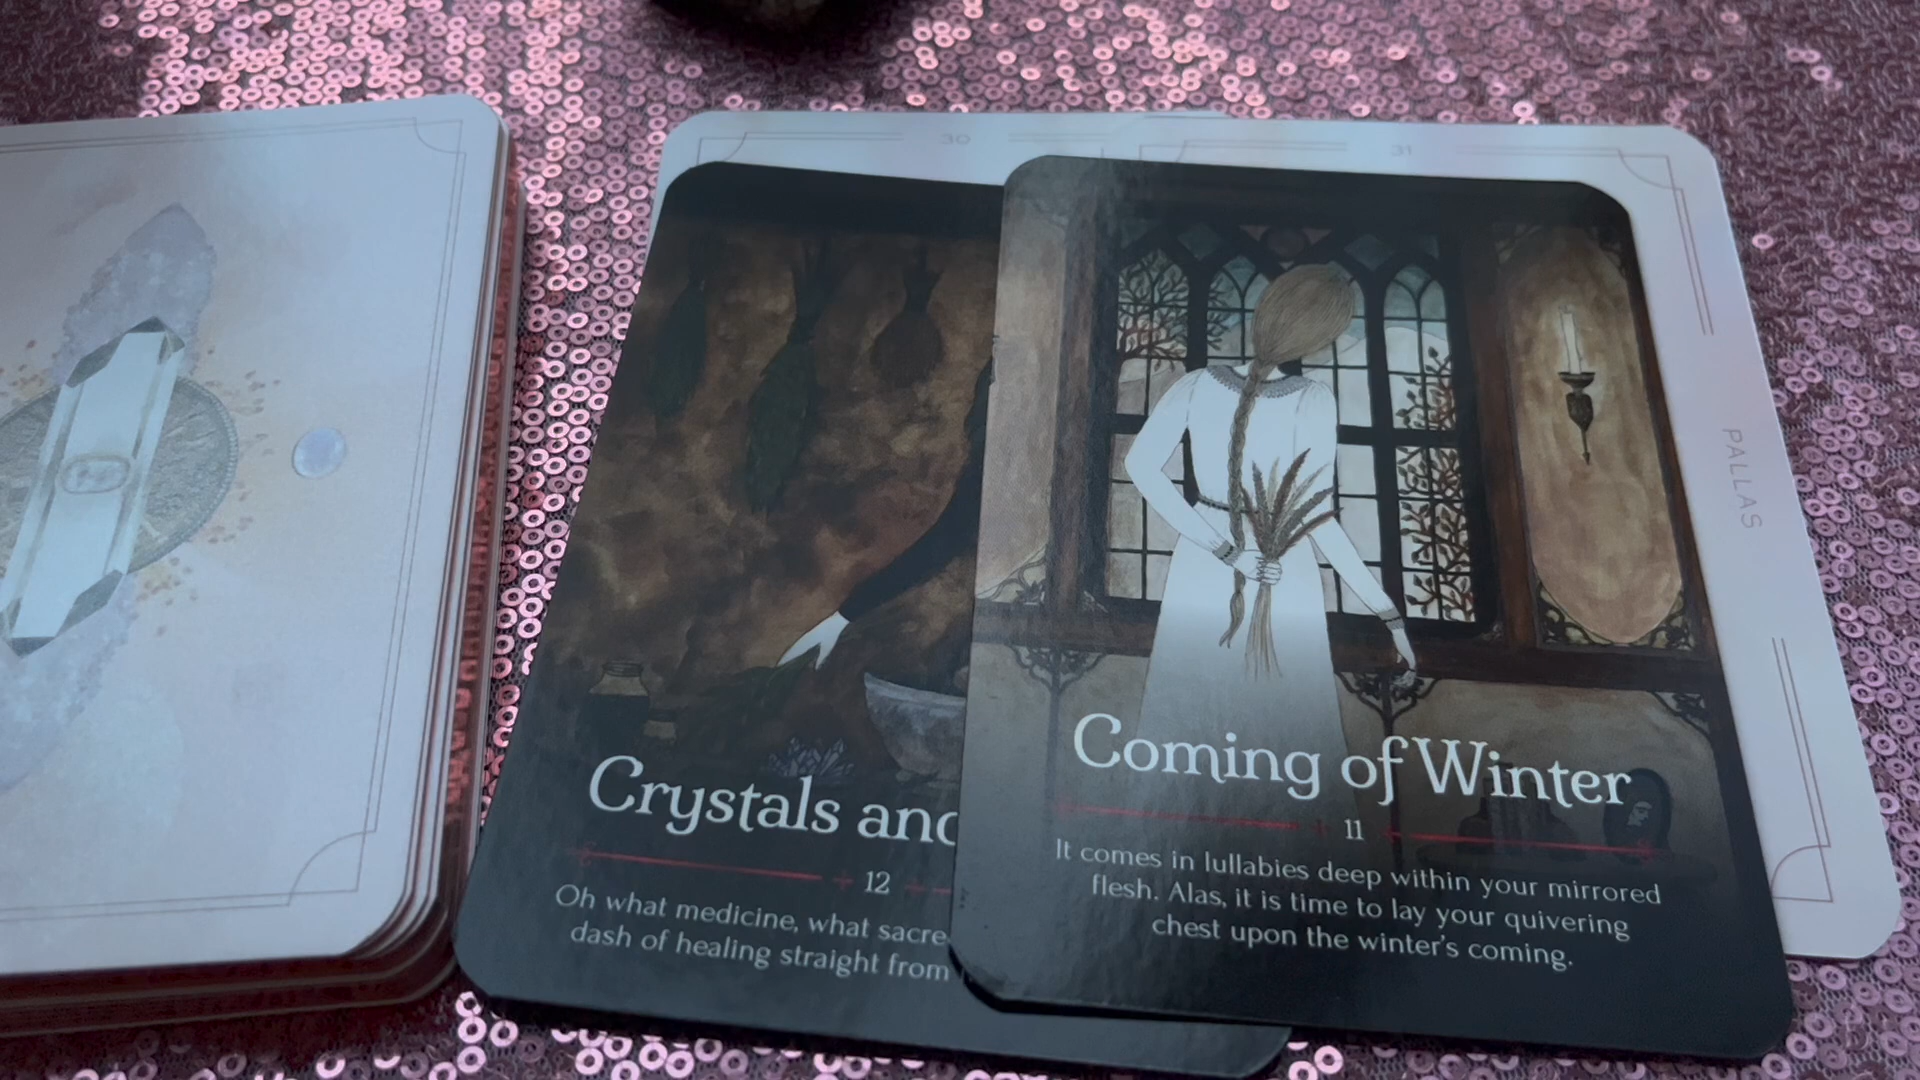 30
31
PALLAS
Crystals and
12
Oh what medicine, what sacre
dash of healing straight from
Coming of Winter
11
It comes in lullabies deep within your mirrored
flesh. Alas, it is time to lay your quivering
chest upon the winter's coming.